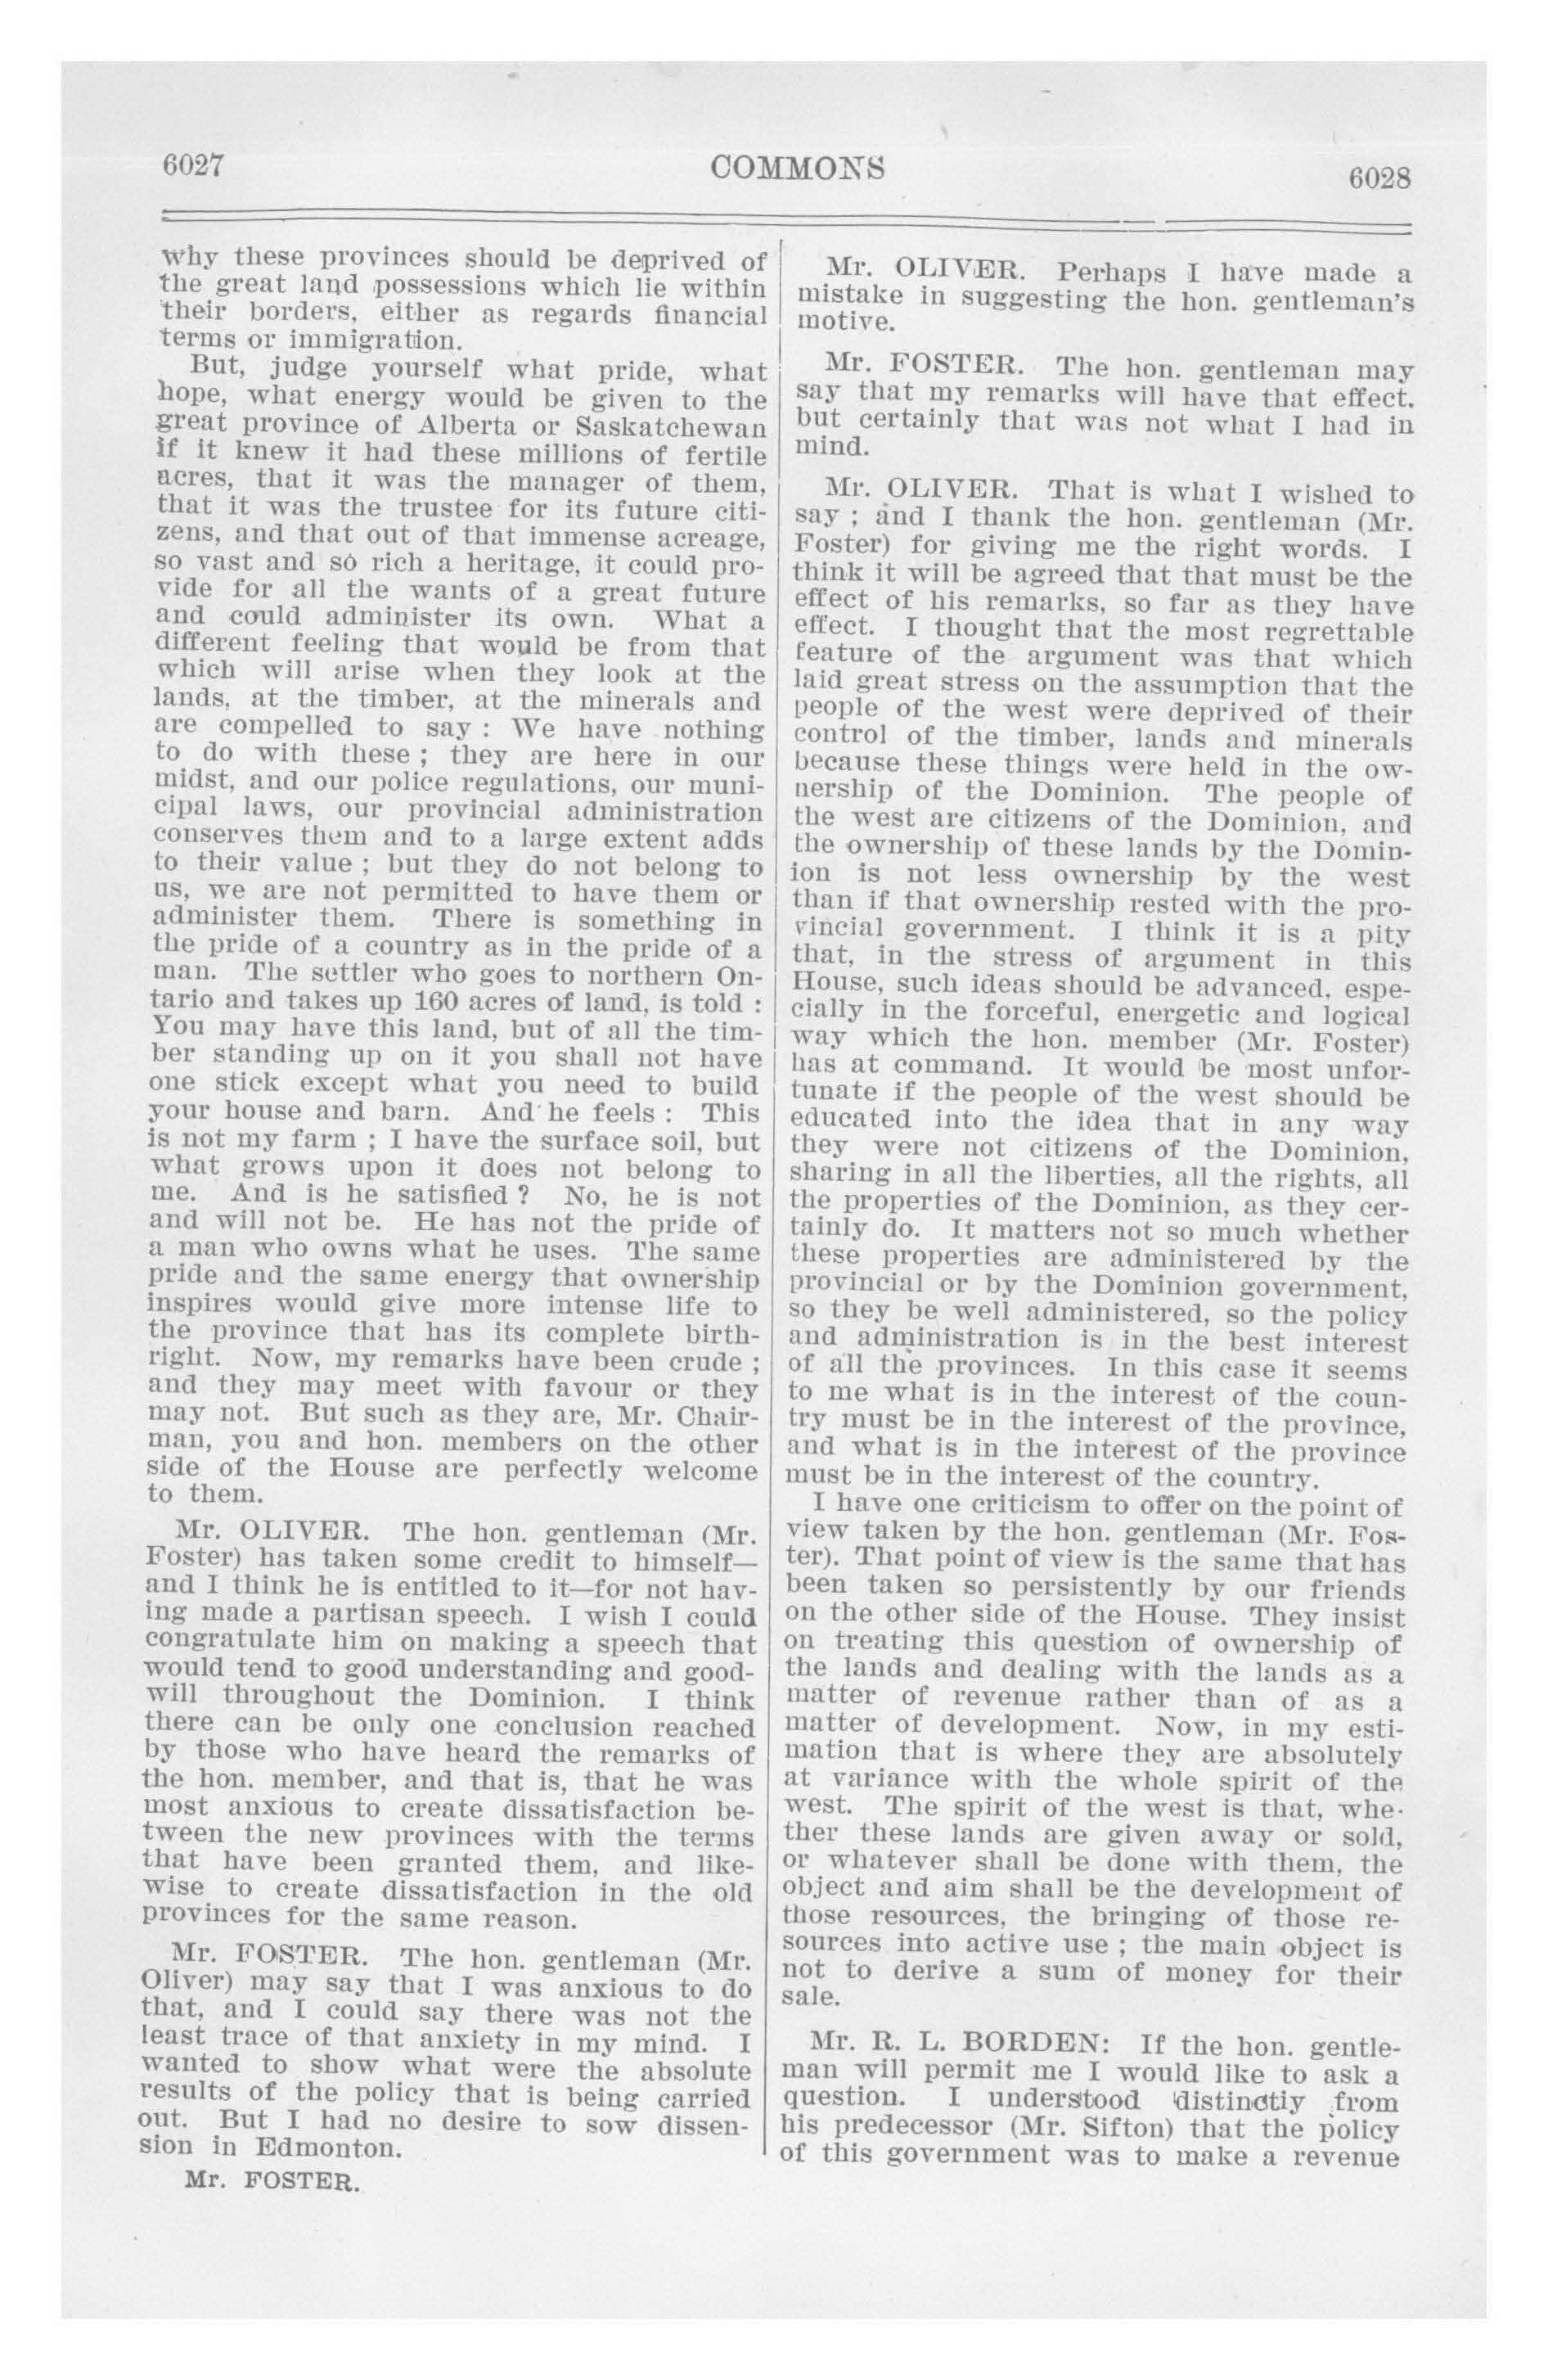 6027
COMMONS
6028
why these provinces should be deprived of
the great land possessions which lie within
their borders, either as regards financial
terms or immigration.
But, judge yourself what pride, what
hope, what energy would be given to the
great province of Alberta or Saskatchewan
if it knew it had these millions of fertile
acres, that it was the manager of them,
that it was the trustee for its future citi-
zens, and that out of that immense acreage,
so vast and so rich a heritage, it could pro-
vide for all the wants of a great future
and could administer its own. What a
different feeling that would be from that
which will arise when they look at the
lands, at the timber, at the minerals and
are compelled to say : We have nothing
to do with these ; they are here in our
midst, and our police regulations, our muni-
cipal laws, our provincial administration
conserves them and to a large extent adds
to their value ; but they do not belong to
us, we are not permitted to have them or
administer them. There is something in
the pride of a country as in the pride of a
man. The settler who goes to northern On-
tario and takes up 160 acres of land, is told :
You may have this land, but of all the tim-
ber standing up on it you shall not have
one stick except what you need to build
your house and barn. And he feels : This
is not my farm ; I have the surface soil, but
what grows upon it does not belong to
me. And is he satisfied ? No, he is not
and will not be. He has not the pride of
a man who owns what he uses. The same
pride and the same energy that ownership
inspires would give more intense life to
the province that has its complete birth-
right. Now, my remarks have been crude ;
and they may meet with favour or they
may not. But such as they are, Mr. Chair-
man, you and hon. members on the other
side of the House are perfectly welcome
to them.
Mr. OLIVER. The hon. gentleman (Mr.
Foster) has taken some credit to himself—
and I think he is entitled to it—for not hav-
ing made a partisan speech. I wish I could
congratulate him on making a speech that
would tend to good understanding and good-
will throughout the Dominion. I think
there can be only one conclusion reached
by those who have heard the remarks of
the hon. member, and that is, that he was
most anxious to create dissatisfaction be-
tween the new provinces with the terms
that have been granted them, and like-
wise to create dissatisfaction in the old
provinces for the same reason.
Mr. FOSTER. The hon. gentleman (Mr.
Oliver) may say that I was anxious to do
that, and I could say there was not the
least trace of that anxiety in my mind. I
wanted to show what were the absolute
results of the policy that is being carried
out. But I had no desire to sow dissen-
sion in Edmonton.
Mr. FOSTER.
Mr. OLIVER. Perhaps I have made a
mistake in suggesting the hon. gentleman's
motive.
Mr. FOSTER. The hon. gentleman may
say that my remarks will have that effect.
but certainly that was not what I had in
mind.
Mr. OLIVER. That is what I wished to
say ; and I thank the hon. gentleman (Mr.
Foster) for giving me the right words. I
think it will be agreed that that must be the
effect of his remarks, so far as they have
effect. I thought that the most regrettable
feature of the argument was that which
laid great stress on the assumption that the
people of the west were deprived of their
control of the timber, lands and minerals
because these things were held in the ow-
nership of the Dominion. The people of
the west are citizens of the Dominion, and
the ownership of these lands by the Domin-
ion is not less ownership by the west
than if that ownership rested with the pro-
vincial government. I think it is a pity
that, in the stress of argument in this
House, such ideas should be advanced, espe-
cially in the forceful, energetic and logical
way which the hon. member (Mr. Foster)
has at command. It would be most unfor-
tunate if the people of the west should be
educated into the idea that in any way
they were not citizens of the Dominion,
sharing in all the liberties, all the rights, all
the properties of the Dominion, as they cer-
tainly do. It matters not so much whether
these properties are administered by the
provincial or by the Dominion government,
so they be well administered, so the policy
and administration is in the best interest
of all the provinces. In this case it seems
to me what is in the interest of the coun-
try must be in the interest of the province,
and what is in the interest of the province
must be in the interest of the country.
I have one criticism to offer on the point of
view taken by the hon. gentleman (Mr. Fos-
ter). That point of view is the same that has
been taken so persistently by our friends
on the other side of the House. They insist
on treating this question of ownership of
the lands and dealing with the lands as a
matter of revenue rather than of as a
matter of development. Now, in my esti-
mation that is where they are absolutely
at variance with the whole spirit of the
west. The spirit of the west is that, whe-
ther these lands are given away or sold,
or whatever shall be done with them, the
object and aim shall be the development of
those resources, the bringing of those re-
sources into active use ; the main object is
not to derive a sum of money for their
sale.
Mr. R. L. BORDEN: If the hon. gentle-
man will permit me I would like to ask a
question. I understood distinctiy from
his predecessor (Mr. Sifton) that the policy
of this government was to make a revenue